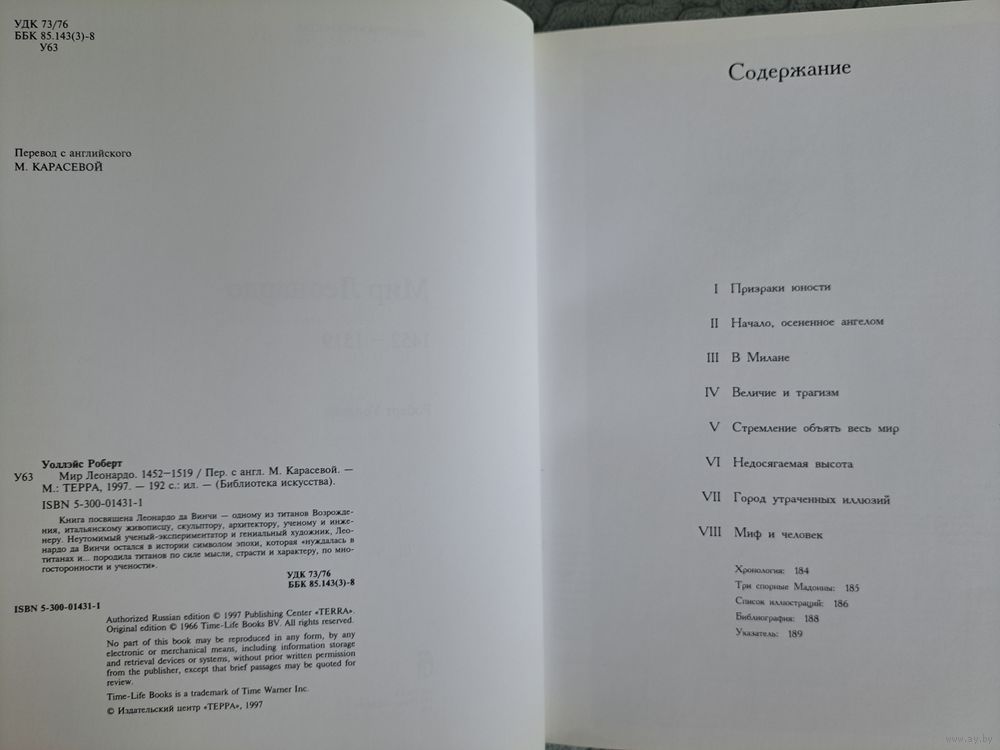 УДК 73/76
ББК 85.143(3)-8
У63
Перевод с английского
М. КАРАСЕВОЙ
Уоллэйс Роберт
У63 Мир Леонардо. 1452—1519 / Пер. с англ. М. Карасевой. —
М.: ТЕРРА, 1997. — 192 с.: ил. — (Библиотека искусства).
ISBN 5-300-01431-1
Книга посвящена Леонардо да Винчи — одному из титанов Возрожде-
ния, итальянскому живописцу, скульптору, архитектору, ученому и инже-
неру. Неутомимый ученый-экспериментатор и гениальный художник, Лео-
нардо да Винчи остался в истории символом эпохи, которая «нуждалась в
титанах и... породила титанов по силе мысли, страсти и характеру, по мно-
госторонности и учености».
УДК 73/76
ББК 85.143(3)-8
ISBN 5-300-01431-1
Authorized Russian edition © 1997 Publishing Center «TERRA».
Original edition © 1966 Time-Life Books BV. All rights reserved.
No part of this book may be reproduced in any form, by any
electronic or merchanical means, including information storage
and retrieval devices or systems, without prior written permission
from the publisher, except that brief passages may be quoted for
review.
Time-Life Books is a trademark of Time Warner Inc.
© Издательский центр «ТЕРРА», 1997
Содержание
I Призраки юности
II Начало, осененное ангелом
III В Милане
IV Величие и трагизм
V Стремление объять весь мир
VI Недосягаемая высота
VII Город утраченных иллюзий
VIII Миф и человек
Хронология: 184
Три спорные Мадонны: 185
Список иллюстраций: 186
Библиография: 188
Указатель: 189
www.ay.by